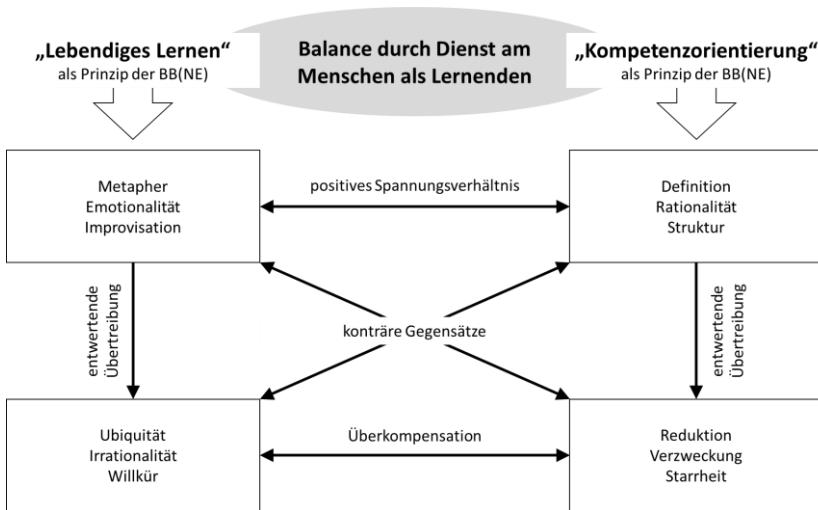 „Lebendiges Lernen“
als Prinzip der BB(NE)
Balance durch Dienst am
Menschen als Lernenden
„Kompetenzorientierung“
als Prinzip der BB(NE)
Metapher
Emotionalität
Improvisation
positives Spannungsverhältnis
Definition
Rationalität
Struktur
entwertende
Übertreibung
konträre Gegensätze
entwertende
Übertreibung
Ubiquität
Irrationalität
Willkür
Überkompensation
Reduktion
Verzweckung
Starrheit